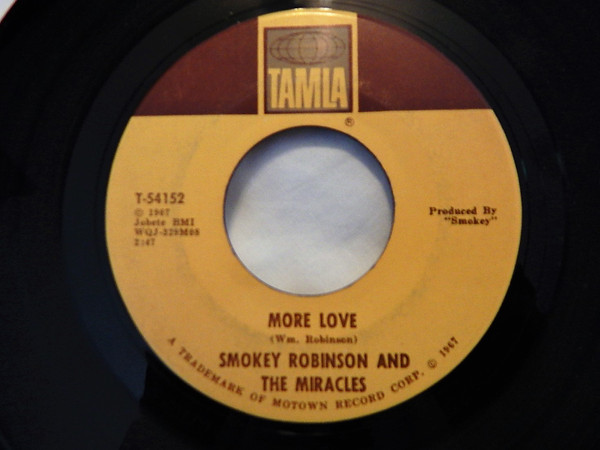 TAMLA
®
T-54152
© 1967
Jobete BMI
2:47
Produced By
"Smokey"
MORE LOVE
(Wm. Robinson)
SMOKEY ROBINSON AND
THE MIRACLES
A TRADEMARK OF MOTOWN RECORD CORP. © 1967